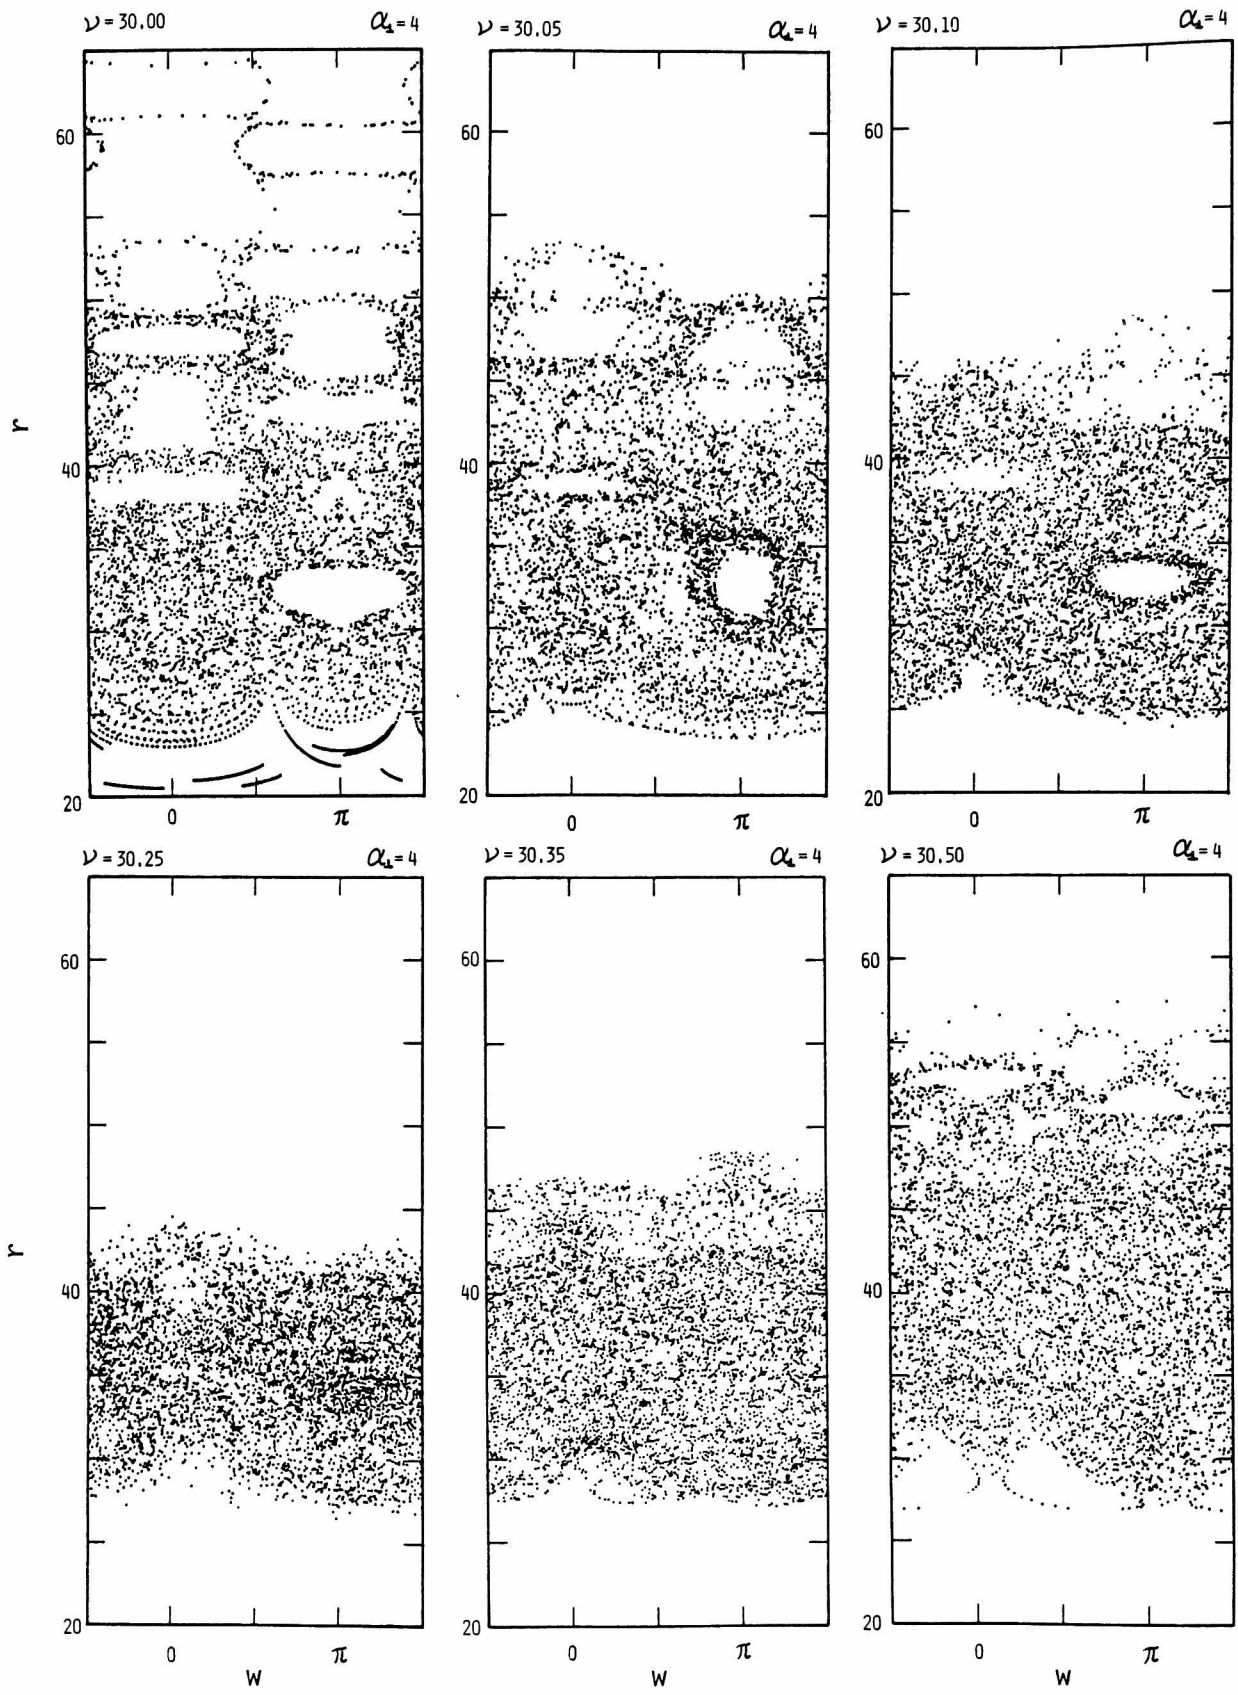 ν = 30.00 α⊥ = 4
ν = 30.05 α⊥ = 4
ν = 30.10 α⊥ = 4
r
60
40
20
0 π
60
40
20
0 π
60
40
20
0 π
ν = 30.25 α⊥ = 4
ν = 30.35 α⊥ = 4
ν = 30.50 α⊥ = 4
r
60
40
20
0 π
w
60
40
20
0 π
w
60
40
20
0 π
w